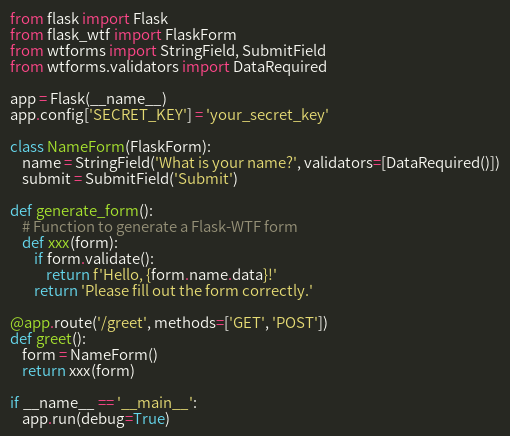 from flask import Flask
from flask_wtf import FlaskForm
from wtforms import StringField, SubmitField
from wtforms.validators import DataRequired

app = Flask(__name__)
app.config['SECRET_KEY'] = 'your_secret_key'

class NameForm(FlaskForm):
    name = StringField('What is your name?', validators=[DataRequired()])
    submit = SubmitField('Submit')

def generate_form():
    # Function to generate a Flask-WTF form
    def xxx(form):
        if form.validate():
            return f'Hello, {form.name.data}!'
        return 'Please fill out the form correctly.'

@app.route('/greet', methods=['GET', 'POST'])
def greet():
    form = NameForm()
    return xxx(form)

if __name__ == '__main__':
    app.run(debug=True)